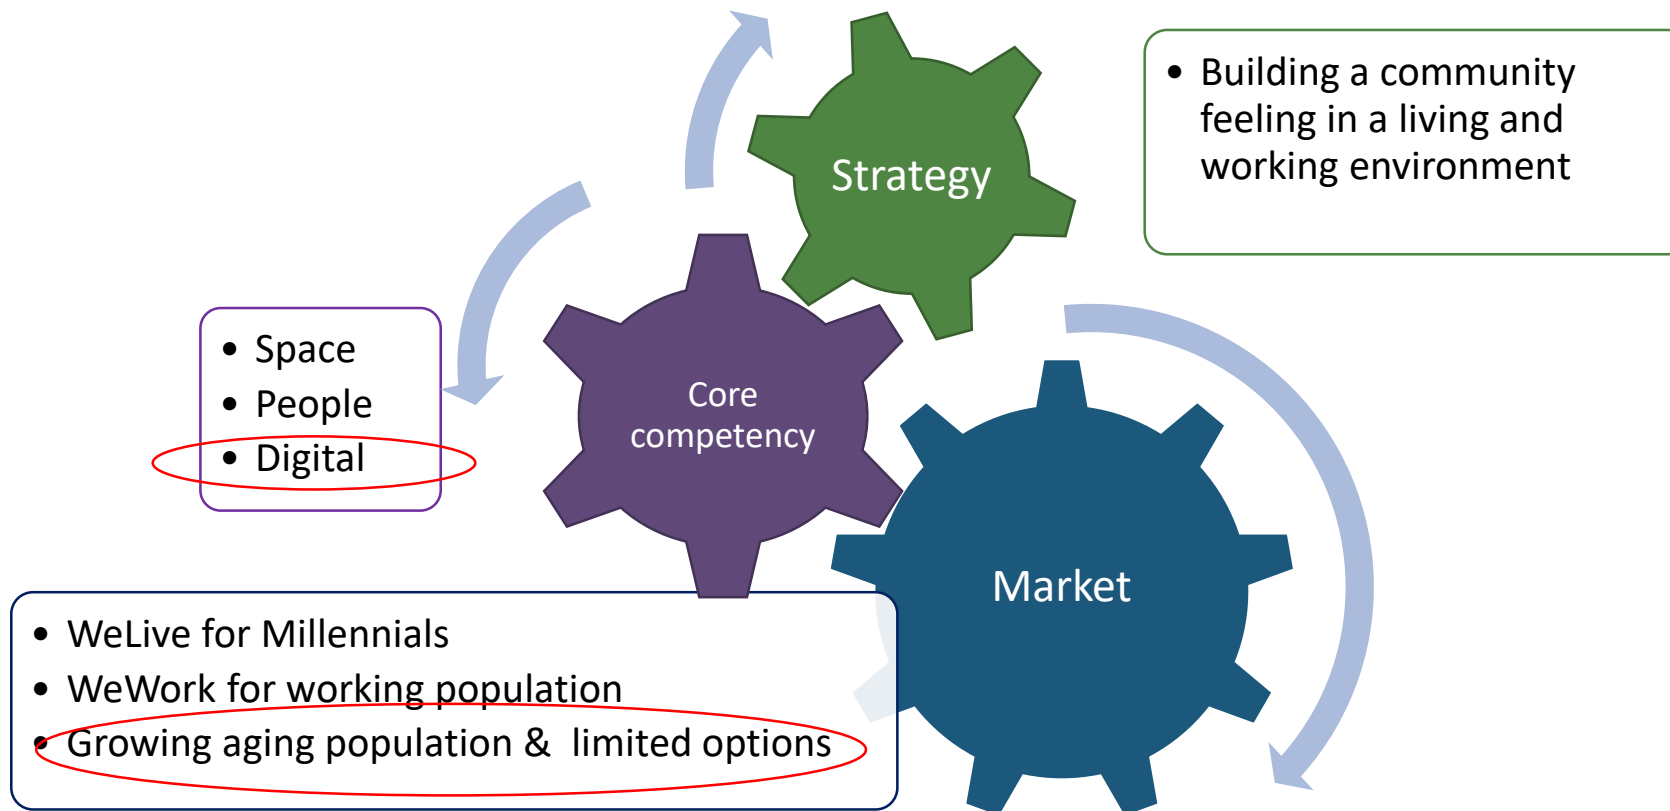 • Building a community
feeling in a living and
working environment
Strategy
• Space
• People
• Digital
Core
competency
Market
• WeLive for Millennials
• WeWork for working population
• Growing aging population &  limited options